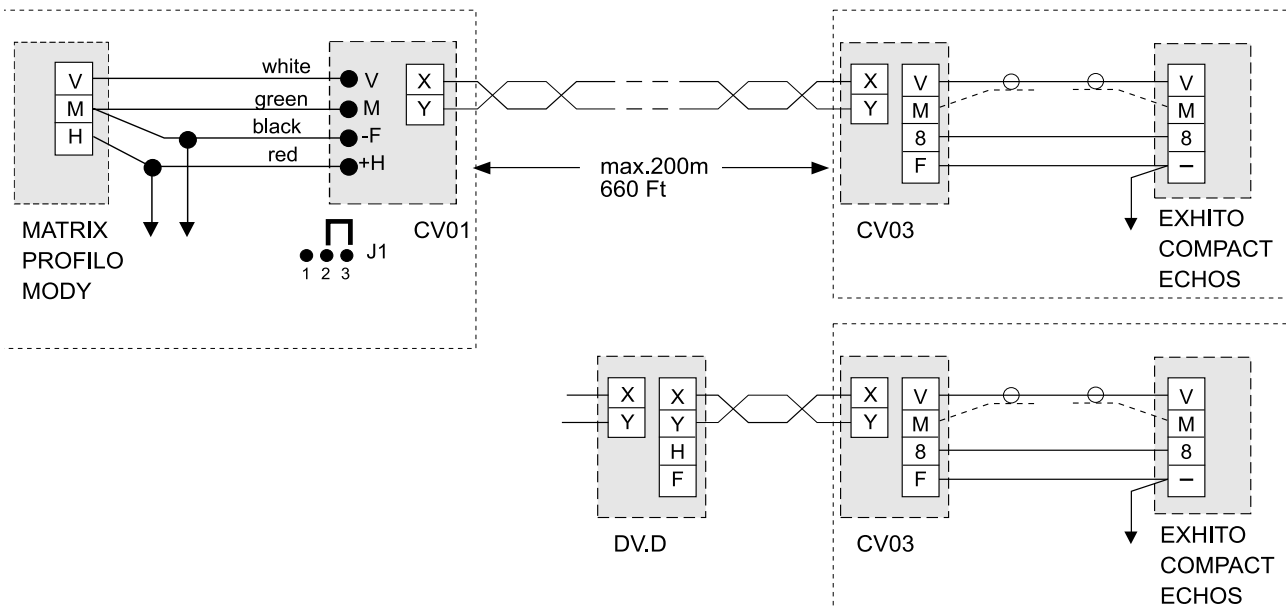 V
M
H
white
green
black
red
V
M
-F
+H
X
Y
MATRIX
PROFILO
MODY
1 2 3
J1
CV01
max.200m
660 Ft
X
Y
V
M
8
F
CV03
V
M
8
–
EXHITO
COMPACT
ECHOS
X
Y
X
Y
H
F
DV.D
X
Y
V
M
8
F
CV03
V
M
8
–
EXHITO
COMPACT
ECHOS